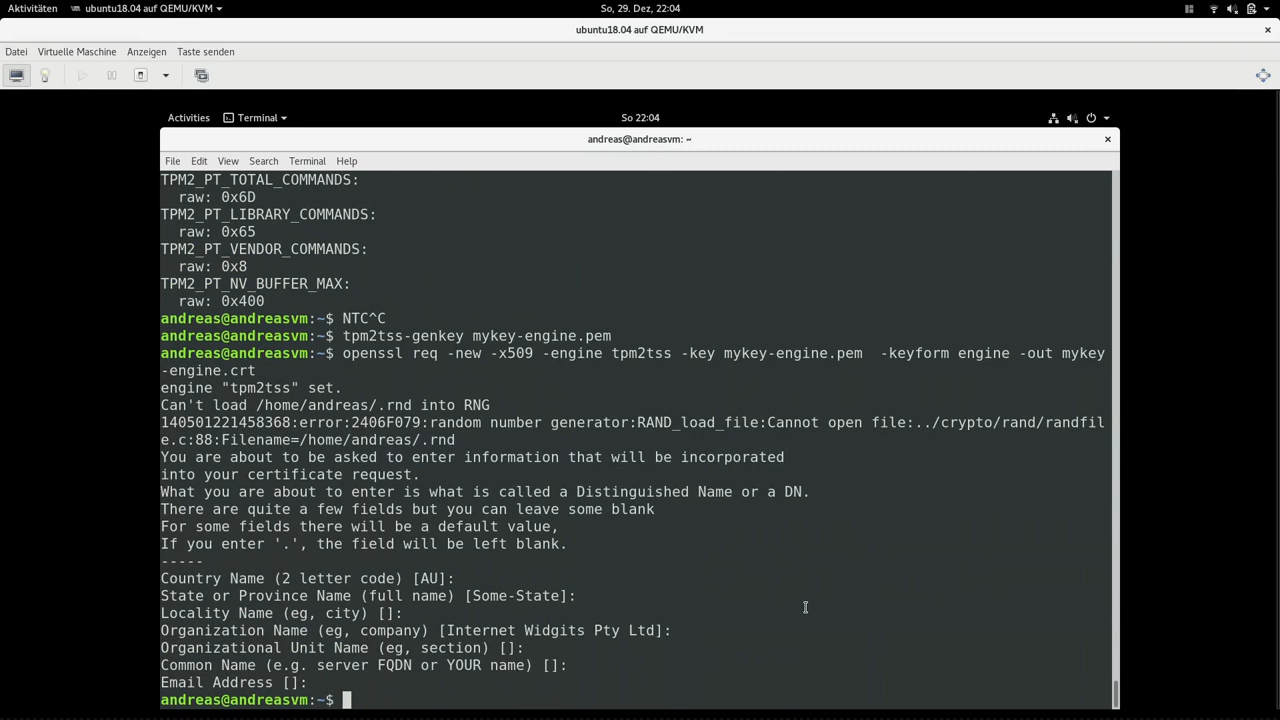 Aktivitäten ubuntu18.04 auf QEMU/KVM So, 29. Dez, 22:04
ubuntu18.04 auf QEMU/KVM ×
Datei Virtuelle Maschine Anzeigen Taste senden
Activities Terminal So 22:04
andreas@andreasvm: ~ ×
File Edit View Search Terminal Help
TPM2_PT_TOTAL_COMMANDS:
  raw: 0x6D
TPM2_PT_LIBRARY_COMMANDS:
  raw: 0x65
TPM2_PT_VENDOR_COMMANDS:
  raw: 0x8
TPM2_PT_NV_BUFFER_MAX:
  raw: 0x400
andreas@andreasvm:~$ NTC^C
andreas@andreasvm:~$ tpm2tss-genkey mykey-engine.pem
andreas@andreasvm:~$ openssl req -new -x509 -engine tpm2tss -key mykey-engine.pem  -keyform engine -out mykey
-engine.crt
engine "tpm2tss" set.
Can't load /home/andreas/.rnd into RNG
140501221458368:error:2406F079:random number generator:RAND_load_file:Cannot open file:../crypto/rand/randfil
e.c:88:Filename=/home/andreas/.rnd
You are about to be asked to enter information that will be incorporated
into your certificate request.
What you are about to enter is what is called a Distinguished Name or a DN.
There are quite a few fields but you can leave some blank
For some fields there will be a default value,
If you enter '.', the field will be left blank.
-----
Country Name (2 letter code) [AU]:
State or Province Name (full name) [Some-State]:
Locality Name (eg, city) []:
Organization Name (eg, company) [Internet Widgits Pty Ltd]:
Organizational Unit Name (eg, section) []:
Common Name (e.g. server FQDN or YOUR name) []:
Email Address []:
andreas@andreasvm:~$